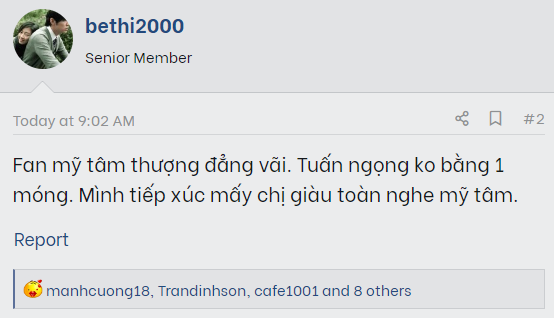 bethi2000
Senior Member
Today at 9:02 AM
#2
Fan mỹ tâm thượng đẳng vãi. Tuấn ngọng ko bằng 1
móng. Mình tiếp xúc mấy chị giàu toàn nghe mỹ tâm.
Report
manhcuong18, Trandinhson, cafe1001 and 8 others